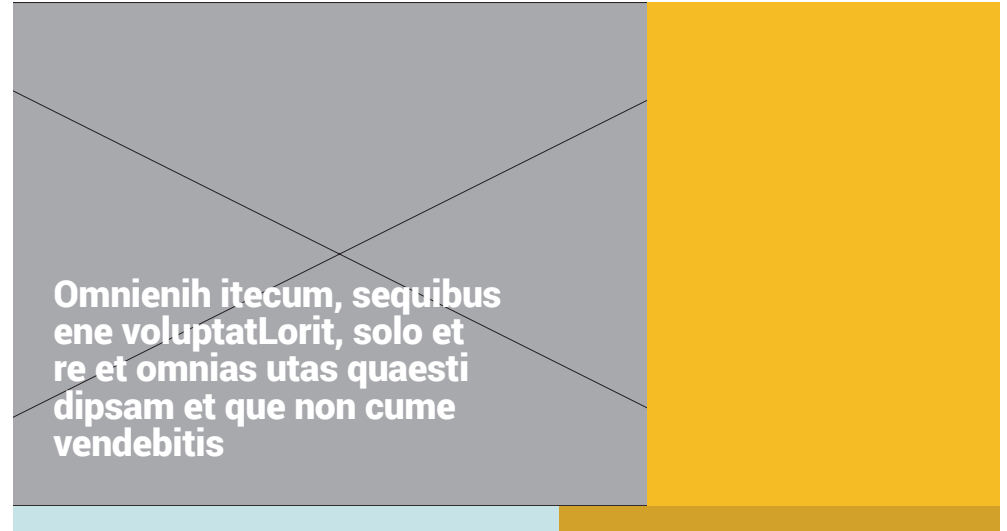 Omnienih itecum, sequibus
ene voluptatLorit, solo et
re et omnias utas quaesti
dipsam et que non cume
vendebitis